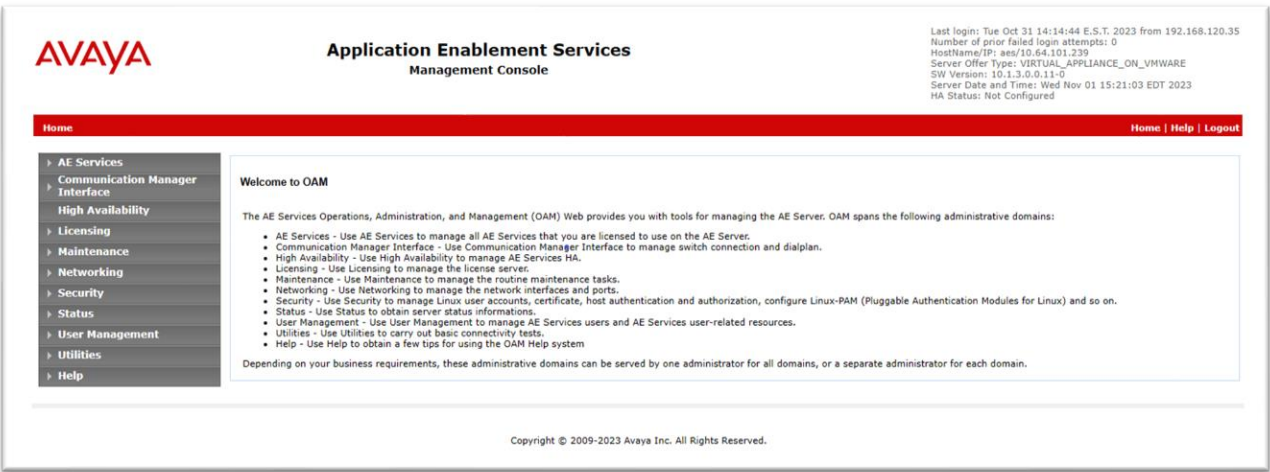 AVAYA
Application Enablement Services
Management Console
Last login: Tue Oct 31 14:14:44 E.S.T. 2023 from 192.168.120.35
Number of prior failed login attempts: 0
HostName/IP: aes/10.64.101.239
Server Offer Type: VIRTUAL_APPLIANCE_ON_VMWARE
SW Version: 10.1.3.0.0.11-0
Server Date and Time: Wed Nov 01 15:21:03 EDT 2023
HA Status: Not Configured
Home
Home | Help | Logout
AE Services
Communication Manager
Interface
High Availability
Licensing
Maintenance
Networking
Security
Status
User Management
Utilities
Help
Welcome to OAM
The AE Services Operations, Administration, and Management (OAM) Web provides you with tools for managing the AE Server. OAM spans the following administrative domains:
• AE Services - Use AE Services to manage all AE Services that you are licensed to use on the AE Server.
• Communication Manager Interface - Use Communication Manager Interface to manage switch connection and dialplan.
• High Availability - Use High Availability to manage AE Services HA.
• Licensing - Use Licensing to manage the license server.
• Maintenance - Use Maintenance to manage the routine maintenance tasks.
• Networking - Use Networking to manage the network interfaces and ports.
• Security - Use Security to manage Linux user accounts, certificate, host authentication and authorization, configure Linux-PAM (Pluggable Authentication Modules for Linux) and so on.
• Status - Use Status to obtain server status informations.
• User Management - Use User Management to manage AE Services users and AE Services user-related resources.
• Utilities - Use Utilities to carry out basic connectivity tests.
• Help - Use Help to obtain a few tips for using the OAM Help system
Depending on your business requirements, these administrative domains can be served by one administrator for all domains, or a separate administrator for each domain.
Copyright © 2009-2023 Avaya Inc. All Rights Reserved.